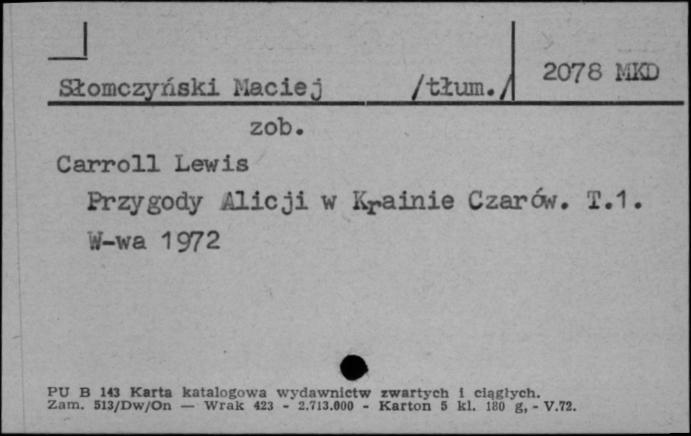 2078 MKD
Słomczyński Maciej /tłum./
zob.
Carroll Lewis
Przygody Alicji w Krainie Czarów. T.1.
W-wa 1972
PU B 143 Karta katalogowa wydawnictw zwartych i ciągłych.
Zam. 513/Dw/On — Wrak 423 - 2.713.000 - Karton 5 kl. 180 g, - V.72.